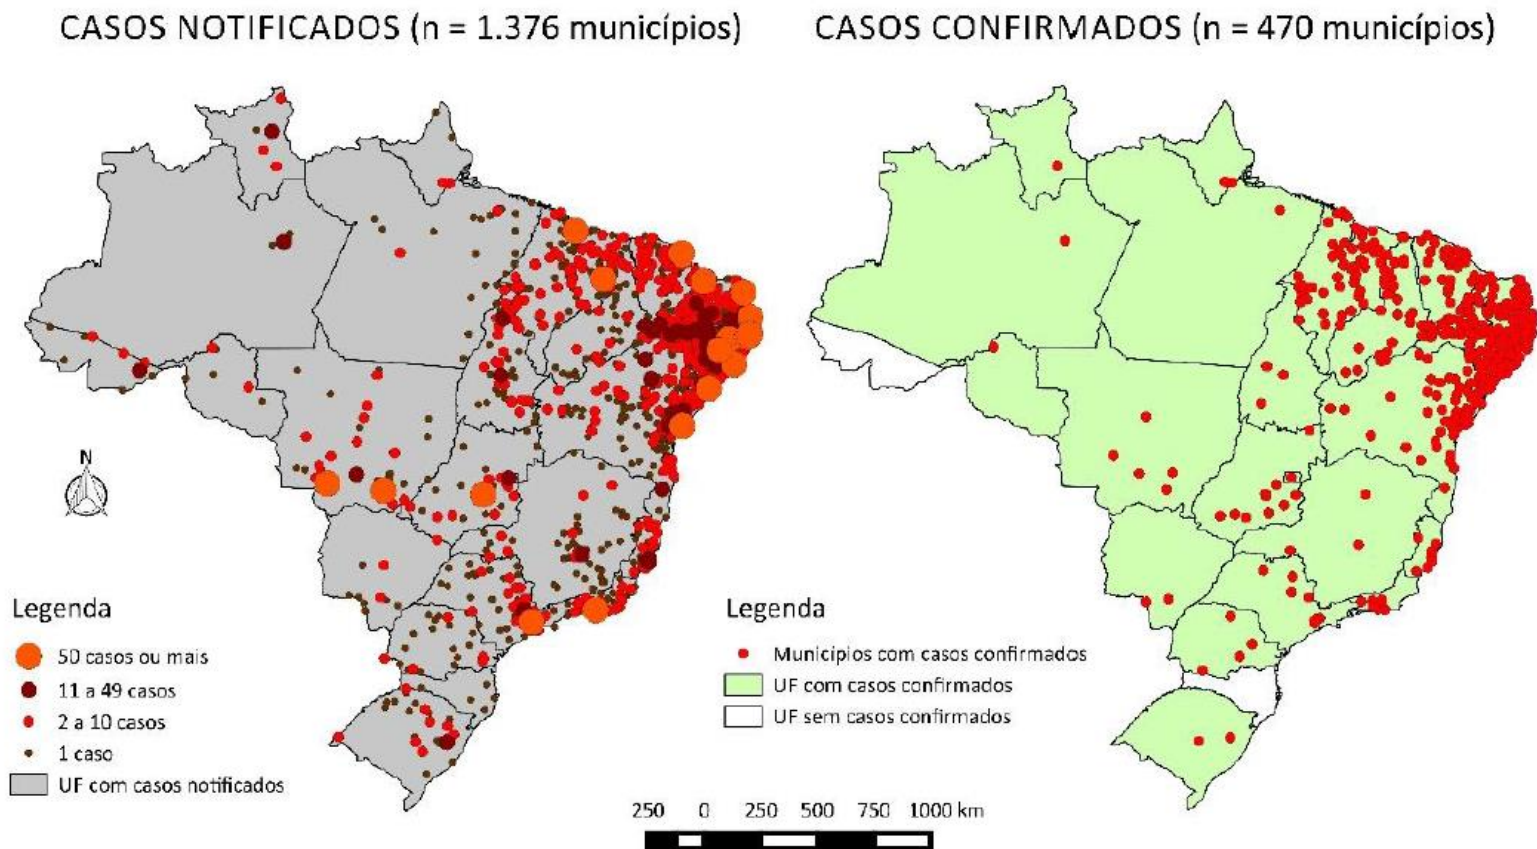 CASOS NOTIFICADOS (n = 1.376 municípios)
CASOS CONFIRMADOS (n = 470 municípios)
N
Legenda
50 casos ou mais
11 a 49 casos
2 a 10 casos
1 caso
UF com casos notificados
Legenda
Municípios com casos confirmados
UF com casos confirmados
UF sem casos confirmados
250 0 250 500 750 1000 km